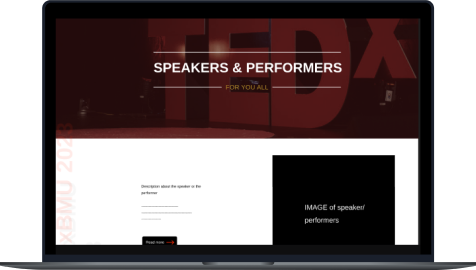 TEDx
SPEAKERS & PERFORMERS
FOR YOU ALL
xBMU 2023
Description about the speaker or the
performer
Read more
IMAGE of speaker/
performers